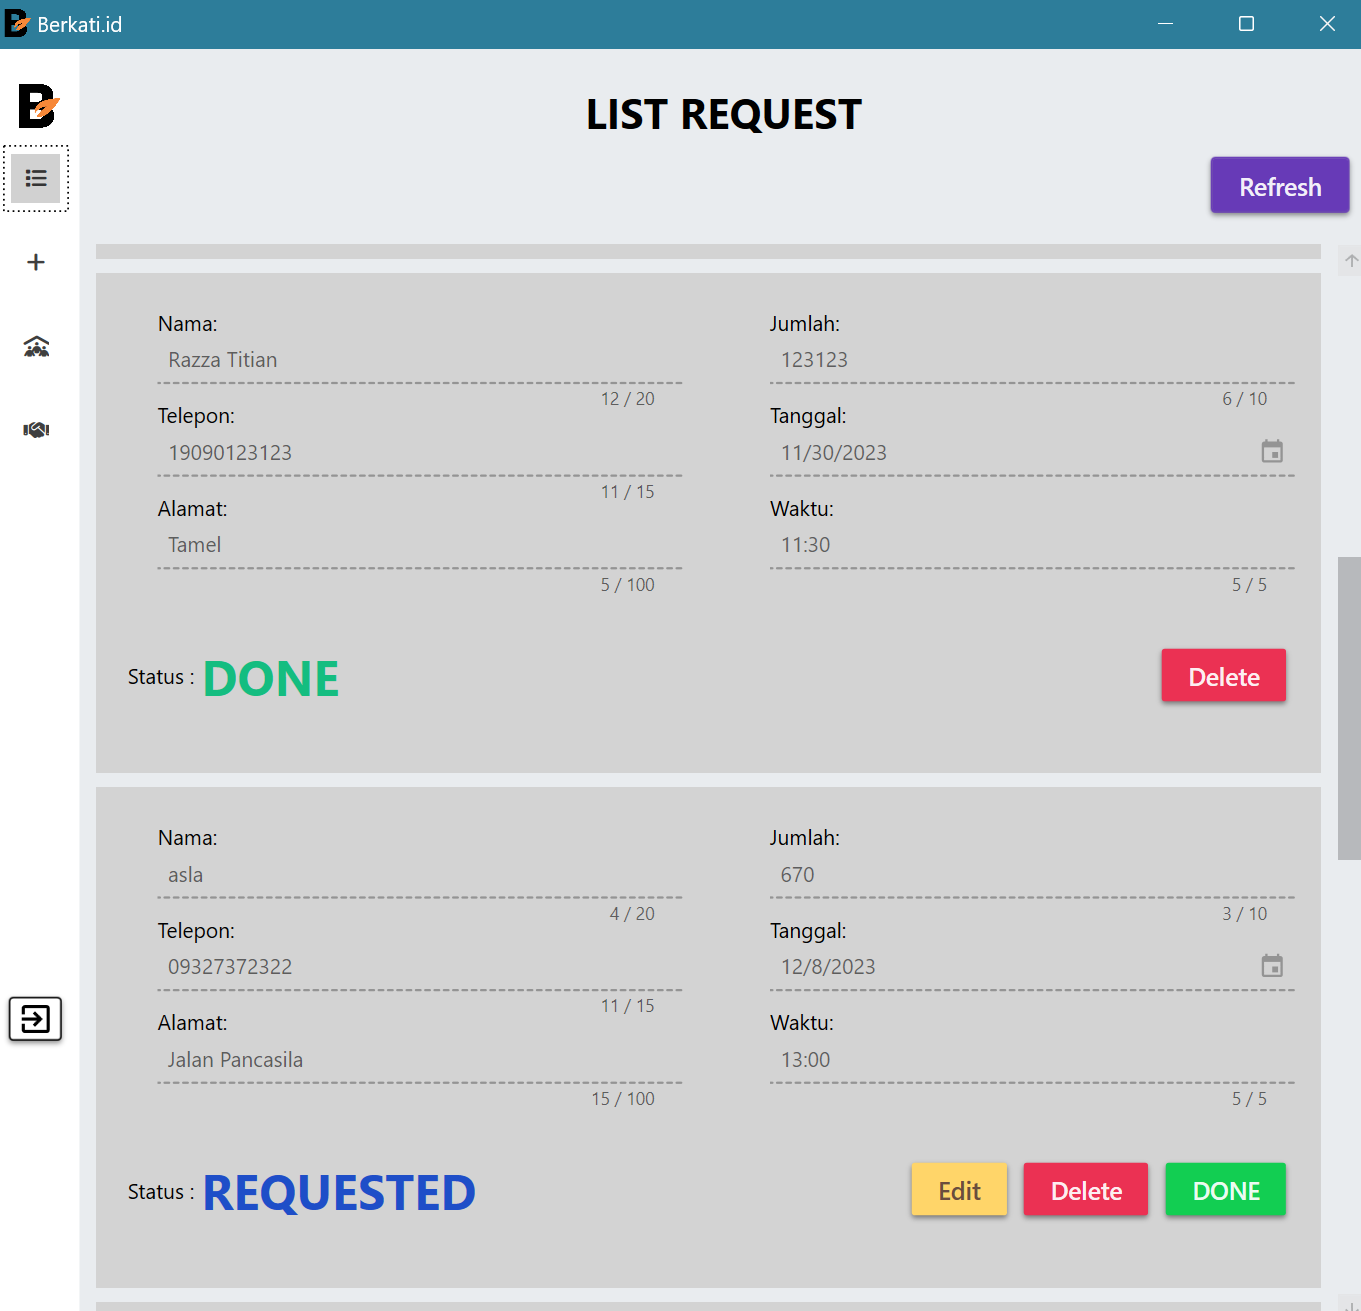 Berkati.id
LIST REQUEST
Refresh
Nama:
Razza Titian
12 / 20
Jumlah:
123123
6 / 10
Telepon:
19090123123
11 / 15
Tanggal:
11/30/2023
Alamat:
Tamel
5 / 100
Waktu:
11:30
5 / 5
Status : DONE
Delete
Nama:
asla
4 / 20
Jumlah:
670
3 / 10
Telepon:
09327372322
11 / 15
Tanggal:
12/8/2023
Alamat:
Jalan Pancasila
15 / 100
Waktu:
13:00
5 / 5
Status : REQUESTED
Edit
Delete
DONE